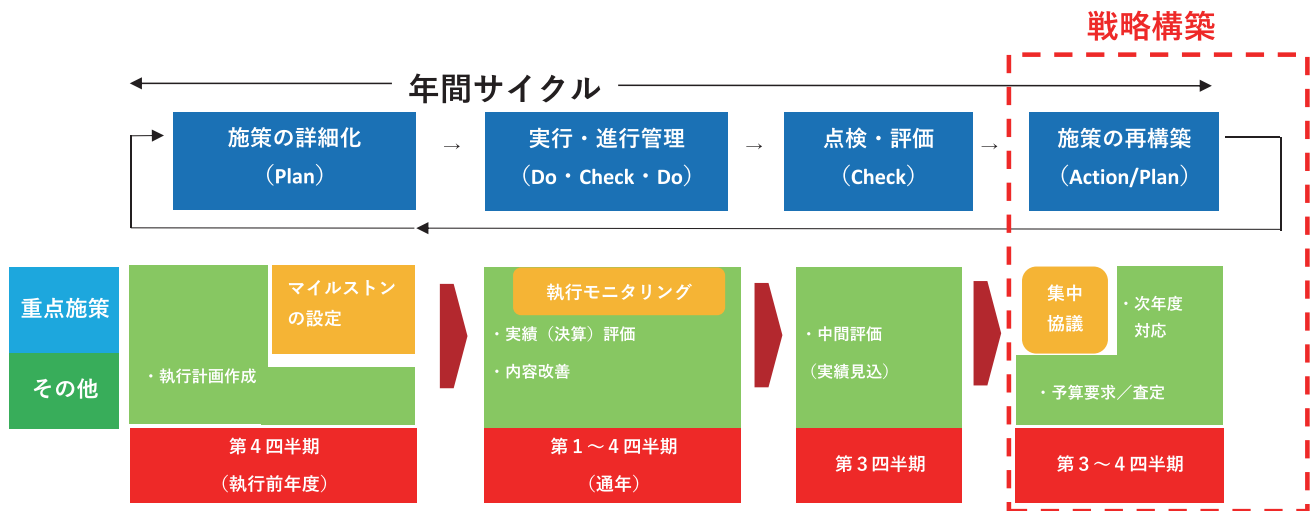 戦略構築
年間サイクル
施策の詳細化
（Plan）
→
実行・進行管理
（Do・Check・Do）
→
点検・評価
（Check）
→
施策の再構築
（Action/Plan）
重点施策
その他
マイルストン
の設定
・執行計画作成
執行モニタリング
・実績（決算）評価
・内容改善
・中間評価
（実績見込）
集中
協議
・次年度
対応
・予算要求／査定
第４四半期
（執行前年度）
第１～４四半期
（通年）
第３四半期
第３～４四半期